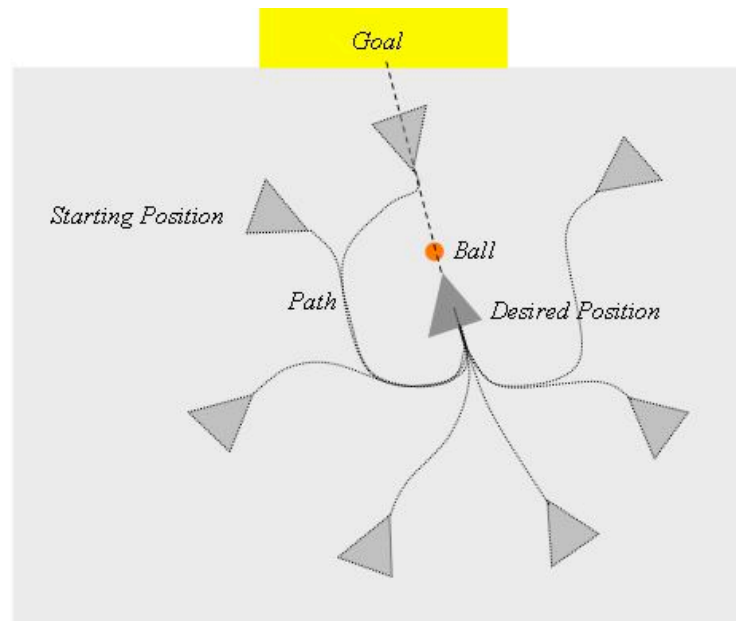 Goal
Starting Position
Ball
Path
Desired Position